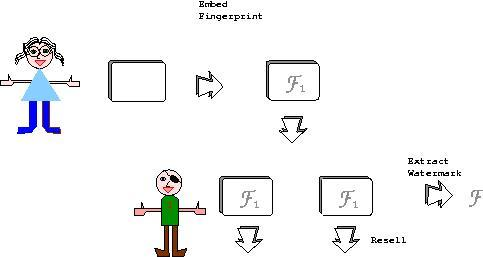 Embed
Fingerprint
ℱ₁
Extract
Watermark
ℱ₁
ℱ₁
ℱ
Resell